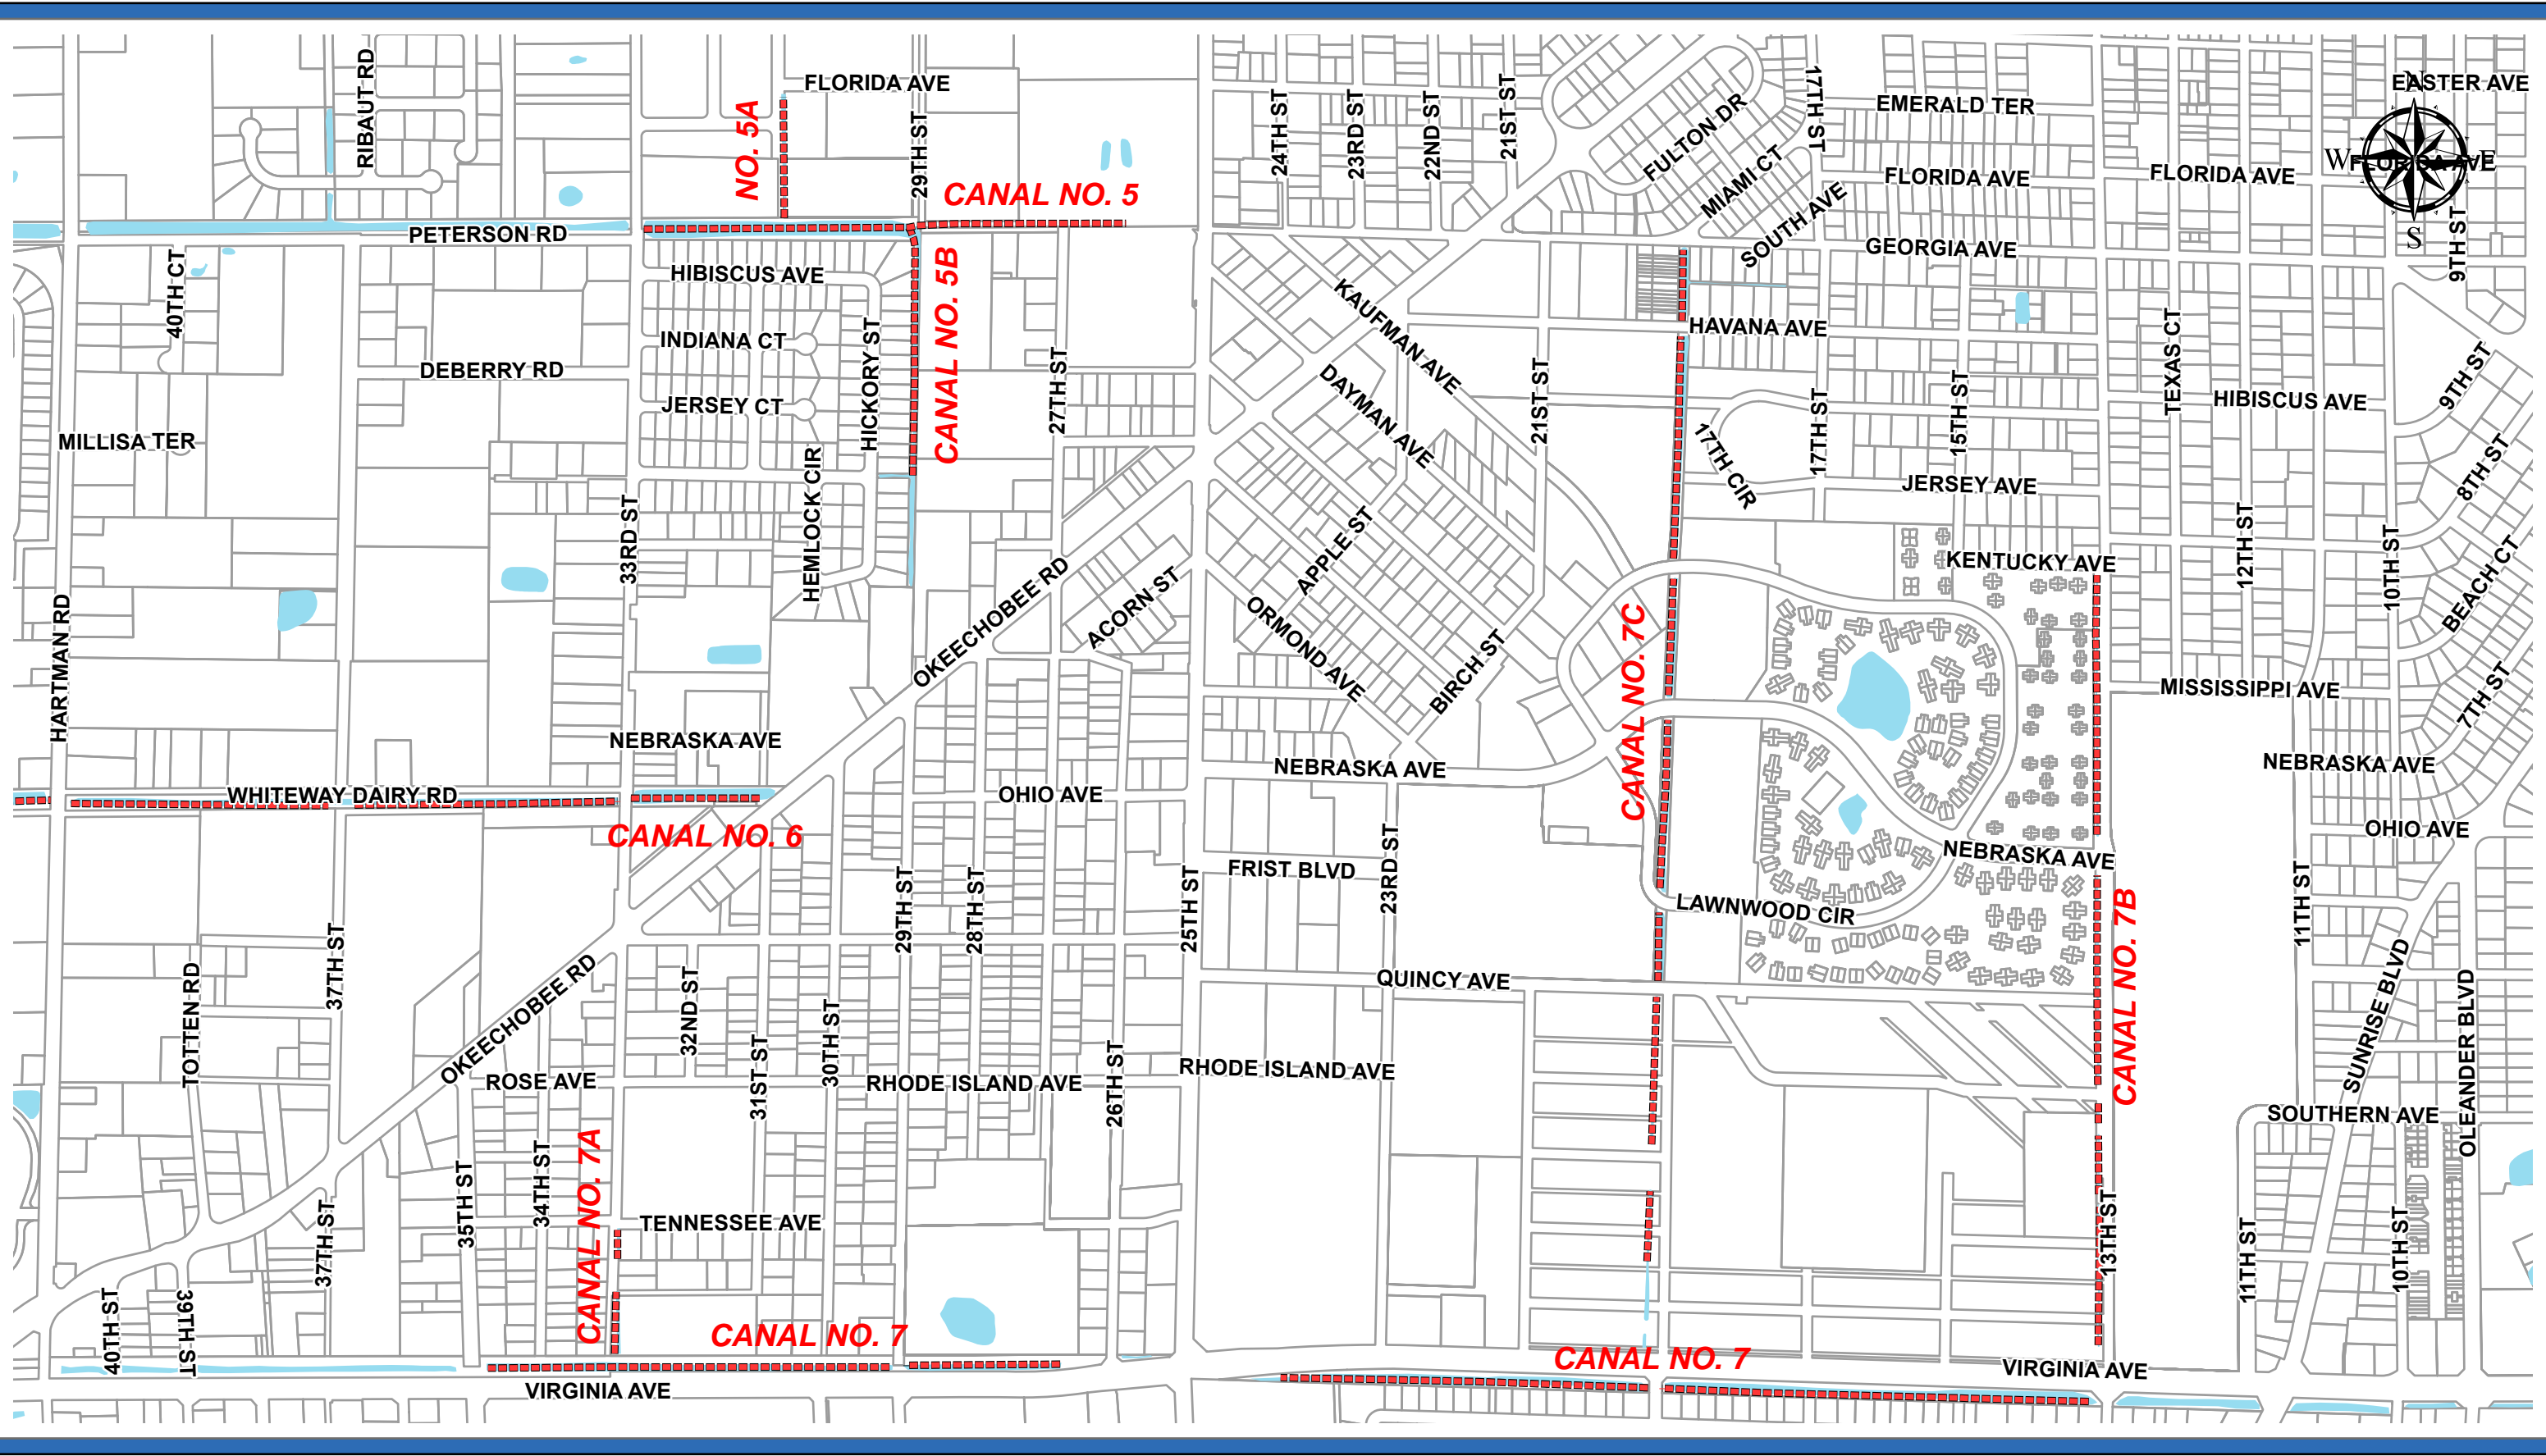 RIBAUT RD
FLORIDA AVE
NO. 5A
29TH ST
CANAL NO. 5
24TH ST
23RD ST
22ND ST
21ST ST
FULTON DR
MIAMI CT
SOUTH AVE
17TH ST
EMERALD TER
FLORIDA AVE
FLORIDA AVE
EASTER AVE
N
W
FLORIDA AVE
E
S
9TH ST
GEORGIA AVE
PETERSON RD
40TH CT
HIBISCUS AVE
INDIANA CT
JERSEY CT
HICKORY ST
CANAL NO. 5B
27TH ST
KAUFMAN AVE
DAYMAN AVE
21ST ST
HAVANA AVE
17TH CIR
17TH ST
15TH ST
TEXAS CT
HIBISCUS AVE
9TH ST
DEBERRY RD
MILLISA TER
HEMLOCK CIR
33RD ST
JERSEY AVE
8TH ST
12TH ST
10TH ST
KENTUCKY AVE
BEACH CT
APPLE ST
ACORN ST
OKEECHOBEE RD
ORMOND AVE
BIRCH ST
CANAL NO. 7C
HARTMAN RD
MISSISSIPPI AVE
7TH ST
NEBRASKA AVE
NEBRASKA AVE
NEBRASKA AVE
WHITEWAY DAIRY RD
OHIO AVE
CANAL NO. 6
OHIO AVE
NEBRASKA AVE
FRIST BLVD
23RD ST
29TH ST
28TH ST
25TH ST
LAWNWOOD CIR
11TH ST
CANAL NO. 7B
37TH ST
TOTTEN RD
OKEECHOBEE RD
32ND ST
31ST ST
30TH ST
QUINCY AVE
SUNRISE BLVD
OLEANDER BLVD
ROSE AVE
RHODE ISLAND AVE
26TH ST
RHODE ISLAND AVE
SOUTHERN AVE
35TH ST
34TH ST
CANAL NO. 7A
TENNESSEE AVE
37TH ST
13TH ST
11TH ST
10TH ST
40TH ST
39TH ST
CANAL NO. 7
CANAL NO. 7
VIRGINIA AVE
VIRGINIA AVE